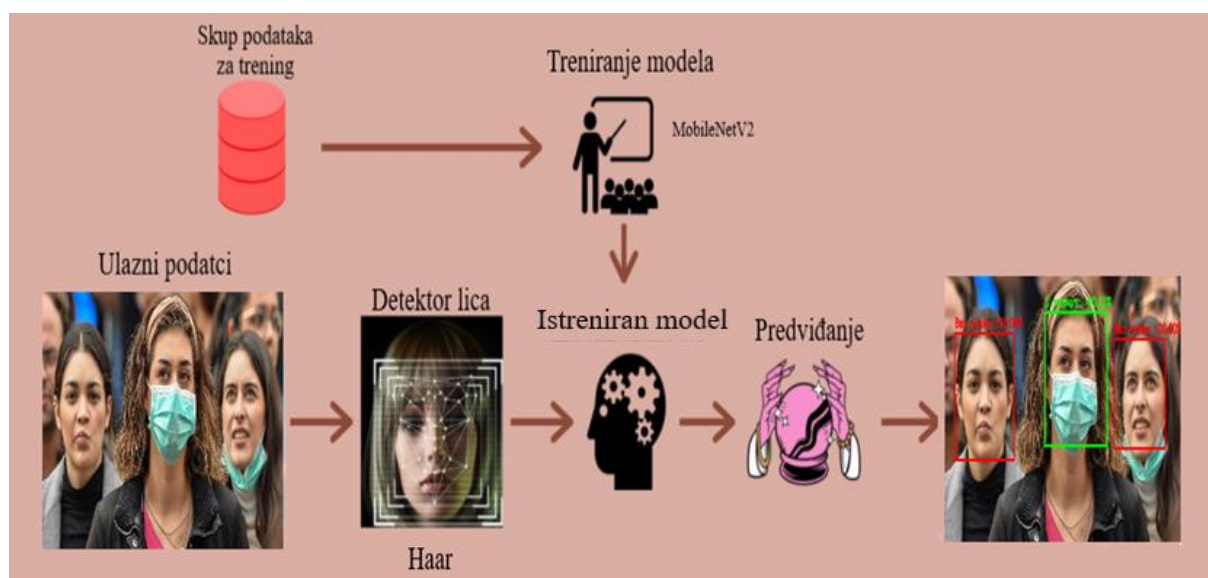 Skup podataka
za trening
Treniranje modela
MobileNetV2
Ulazni podatci
Detektor lica
Istreniran model
Predviđanje
Haar